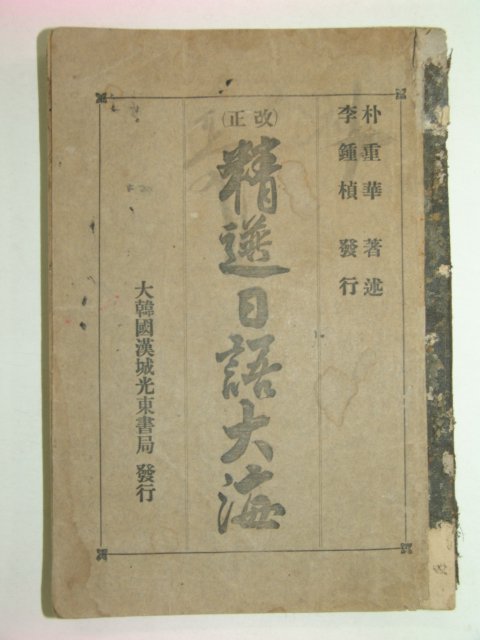 朴重華 著述
李鍾楨 發行
(改正)
精選日語大海
大韓國漢城光東書局 發行